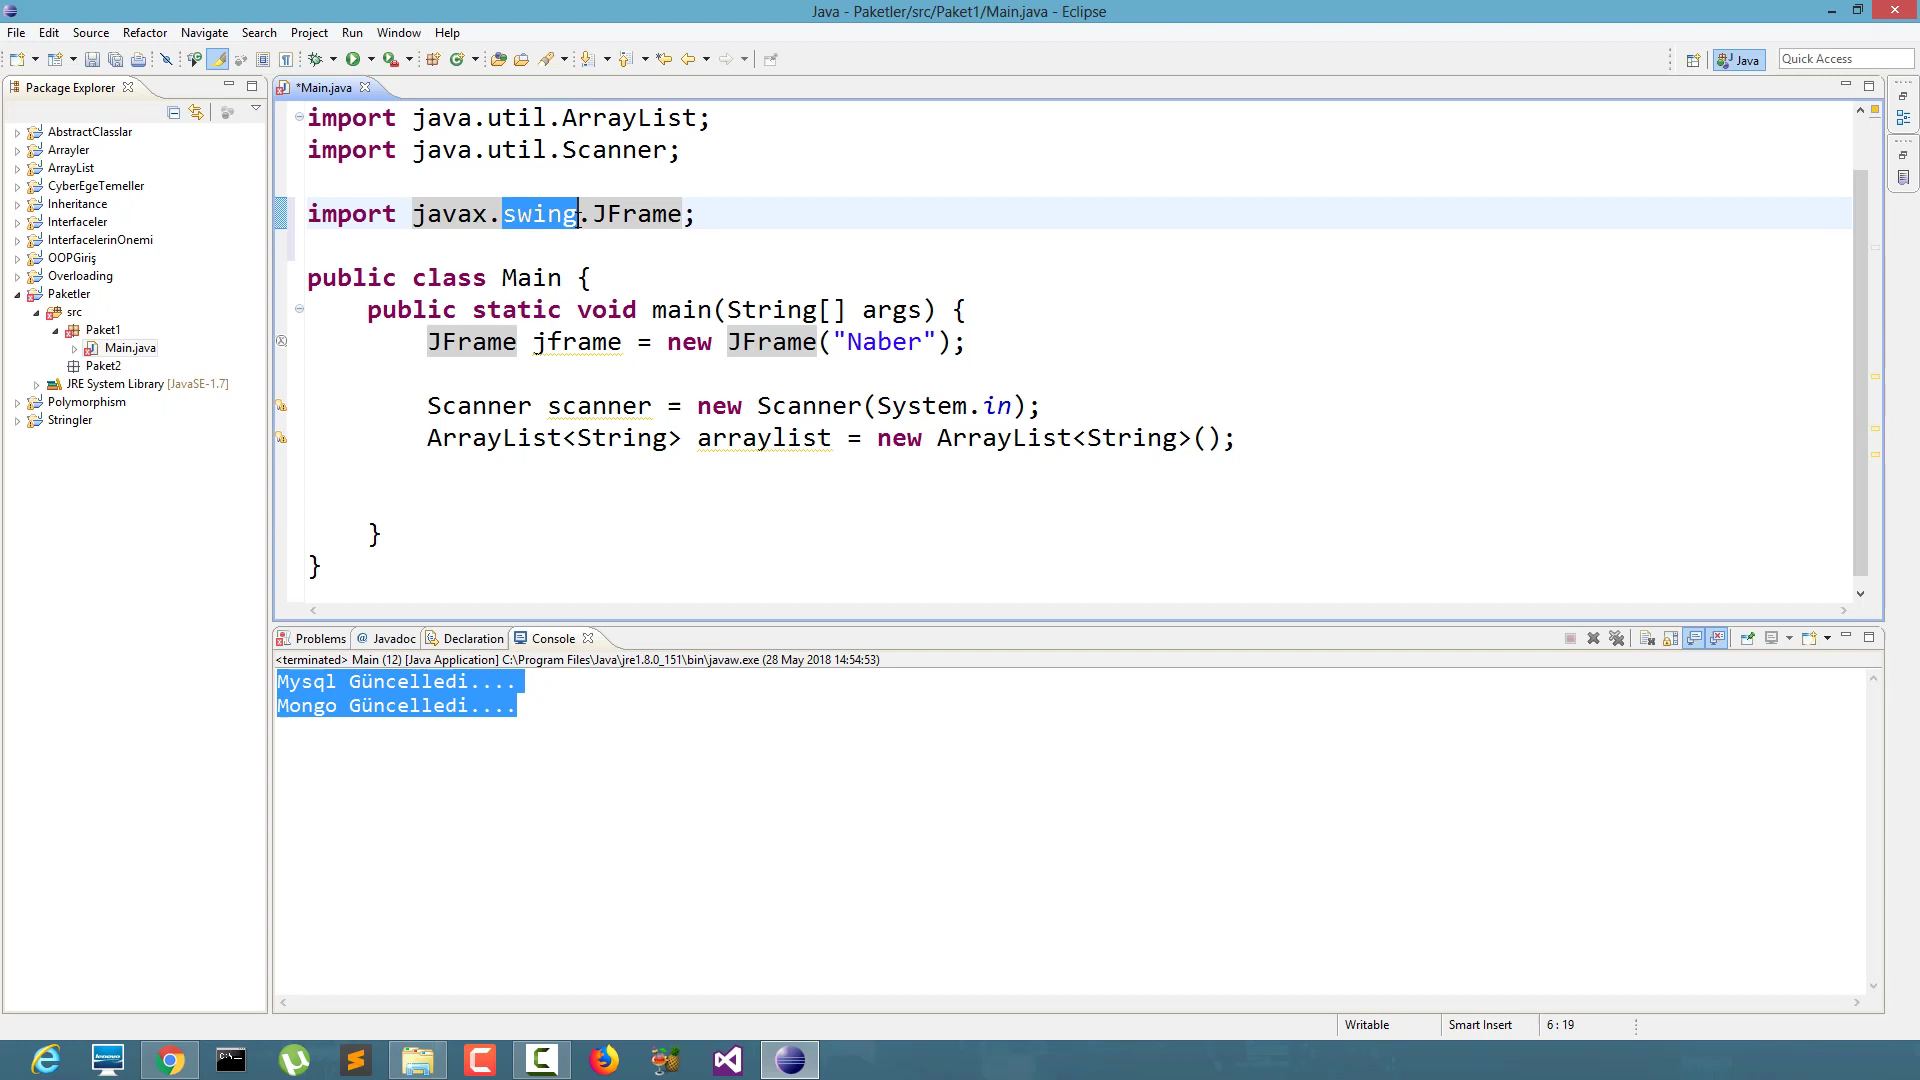 Java - Paketler/src/Paket1/Main.java - Eclipse
File Edit Source Refactor Navigate Search Project Run Window Help
Java
Quick Access
Package Explorer
*Main.java
AbstractClasslar
Arrayler
ArrayList
CyberEgeTemeller
Inheritance
Interfaceler
InterfacelerinOnemi
OOPGiriş
Overloading
Paketler
src
Paket1
Main.java
Paket2
JRE System Library [JavaSE-1.7]
Polymorphism
Stringler
import java.util.ArrayList;
import java.util.Scanner;
import javax.swing.JFrame;
public class Main {
public static void main(String[] args) {
JFrame jframe = new JFrame("Naber");
Scanner scanner = new Scanner(System.in);
ArrayList<String> arraylist = new ArrayList<String>();
}
}
Problems @ Javadoc Declaration Console
<terminated> Main (12) [Java Application] C:\Program Files\Java\jre1.8.0_151\bin\javaw.exe (28 May 2018 14:54:53)
Mysql Güncelledi....
Mongo Güncelledi....
Writable Smart Insert 6 : 19